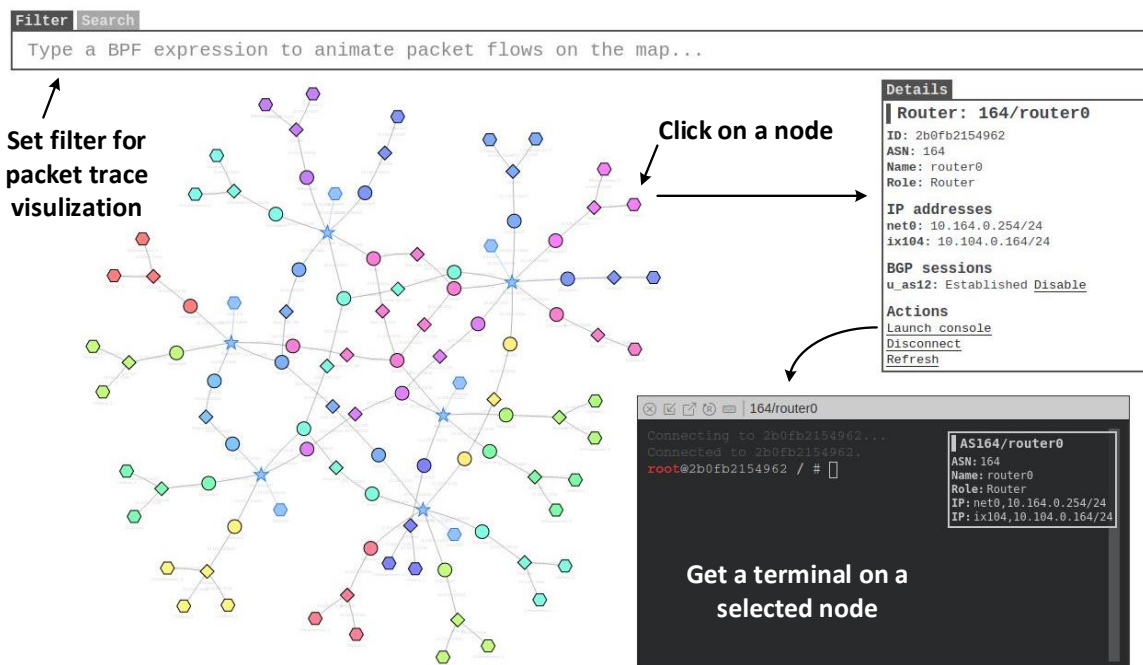 Filter Search
Type a BPF expression to animate packet flows on the map...
Set filter for
packet trace
visulization
Click on a node
Details
Router: 164/router0
ID: 2b0fb2154962
ASN: 164
Name: router0
Role: Router
IP addresses
net0: 10.164.0.254/24
ix104: 10.104.0.164/24
BGP sessions
u_as12: Established Disable
Actions
Launch console
Disconnect
Refresh
164/router0
Connecting to 2b0fb2154962...
Connected to 2b0fb2154962.
root@2b0fb2154962 / #
AS164/router0
ASN: 164
Name: router0
Role: Router
IP: net0,10.164.0.254/24
IP: ix104,10.104.0.164/24
Get a terminal on a
selected node